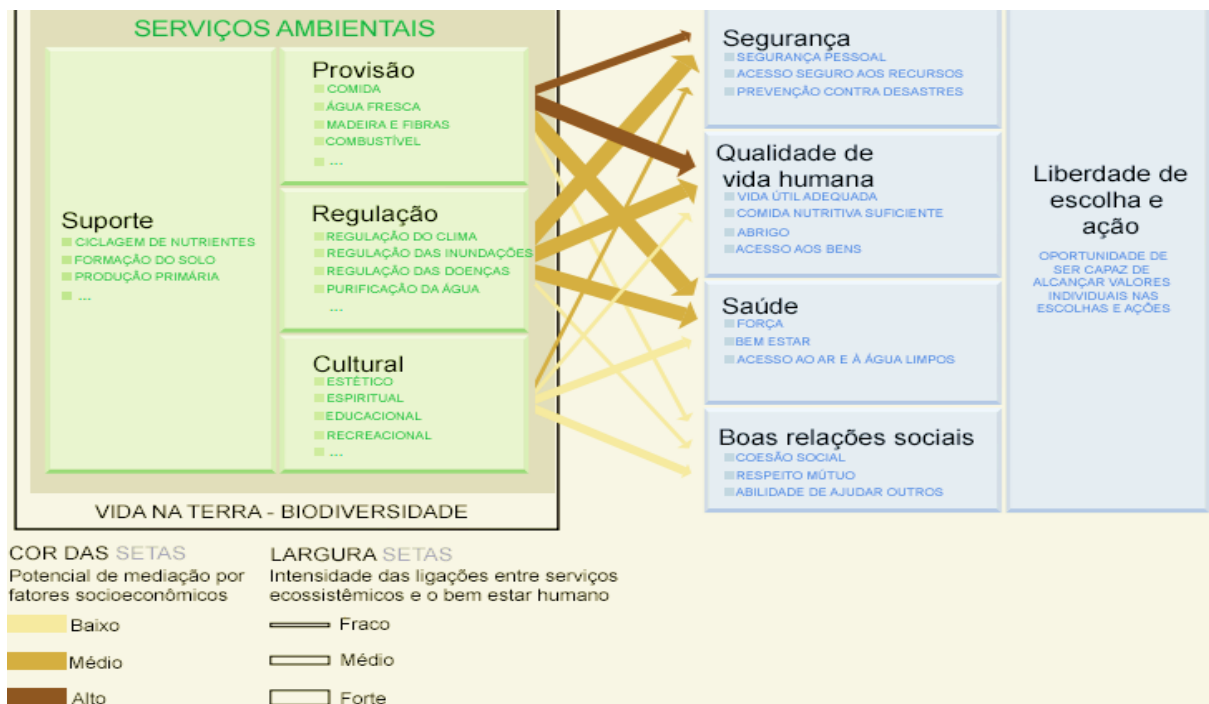 SERVIÇOS AMBIENTAIS
Suporte
CICLAGEM DE NUTRIENTES
FORMAÇÃO DO SOLO
PRODUÇÃO PRIMÁRIA
...
Provisão
COMIDA
ÁGUA FRESCA
MADEIRA E FIBRAS
COMBUSTÍVEL
...
Regulação
REGULAÇÃO DO CLIMA
REGULAÇÃO DAS INUNDAÇÕES
REGULAÇÃO DAS DOENÇAS
PURIFICAÇÃO DA ÁGUA
...
Cultural
ESTÉTICO
ESPIRITUAL
EDUCACIONAL
RECREACIONAL
...
VIDA NA TERRA - BIODIVERSIDADE
Segurança
SEGURANÇA PESSOAL
ACESSO SEGURO AOS RECURSOS
PREVENÇÃO CONTRA DESASTRES
Qualidade de
vida humana
VIDA ÚTIL ADEQUADA
COMIDA NUTRITIVA SUFICIENTE
ABRIGO
ACESSO AOS BENS
Saúde
FORÇA
BEM ESTAR
ACESSO AO AR E À ÁGUA LIMPOS
Boas relações sociais
COESÃO SOCIAL
RESPEITO MÚTUO
ABILIDADE DE AJUDAR OUTROS
Liberdade de
escolha e
ação
OPORTUNIDADE DE
SER CAPAZ DE
ALCANÇAR VALORES
INDIVIDUAIS NAS
ESCOLHAS E AÇÕES
COR DAS SETAS
Potencial de mediação por
fatores socioeconômicos
Baixo
Médio
Alto
LARGURA SETAS
Intensidade das ligações entre serviços
ecossistêmicos e o bem estar humano
Fraco
Médio
Forte